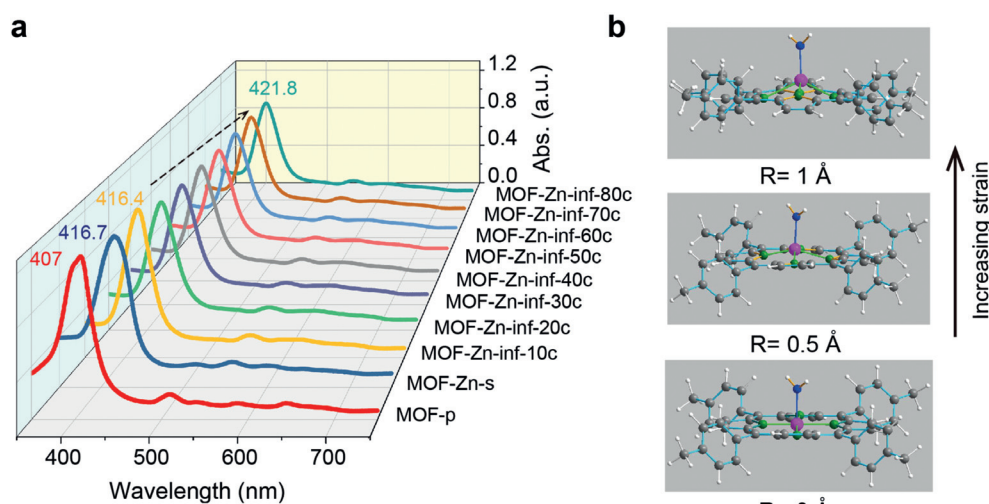 a
1.2
0.8
0.4
0.0
Abs. (a.u.)
421.8
416.4
416.7
407
MOF-Zn-inf-80c
MOF-Zn-inf-70c
MOF-Zn-inf-60c
MOF-Zn-inf-50c
MOF-Zn-inf-40c
MOF-Zn-inf-30c
MOF-Zn-inf-20c
MOF-Zn-inf-10c
MOF-Zn-s
MOF-p
400 500 600 700
Wavelength (nm)
b
R= 1 Å
R= 0.5 Å
Increasing strain